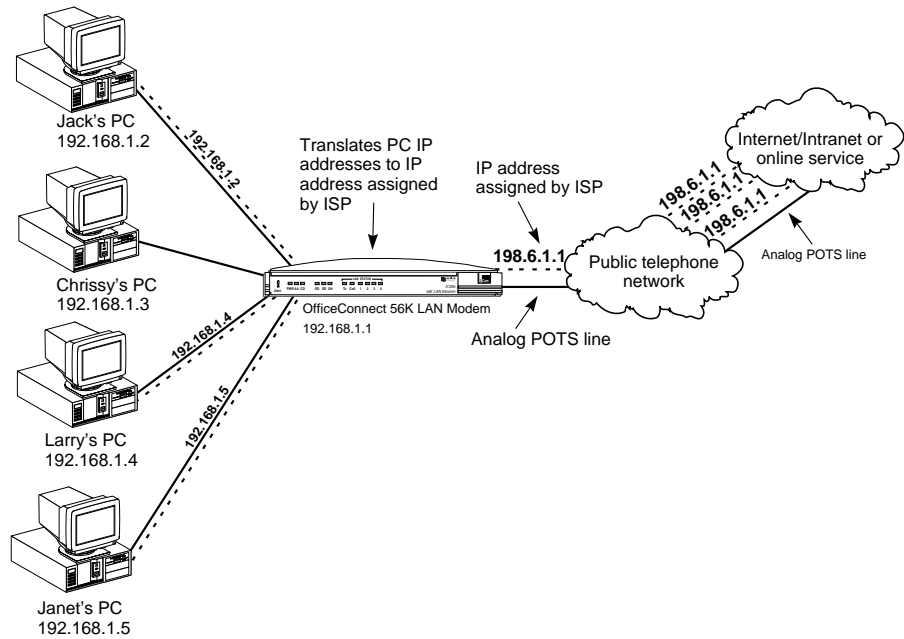 Jack's PC
192.168.1.2
192.168.1.2
Translates PC IP
addresses to IP
address assigned
by ISP
IP address
assigned by ISP
198.6.1.1
198.6.1.1
198.6.1.1
198.6.1.1
Internet/Intranet or
online service
Analog POTS line
Public telephone
network
Chrissy's PC
192.168.1.3
LAN STATUS
OfficeConnect 56K LAN Modem
192.168.1.1
Analog POTS line
192.168.1.4
Larry's PC
192.168.1.4
192.168.1.5
Janet's PC
192.168.1.5